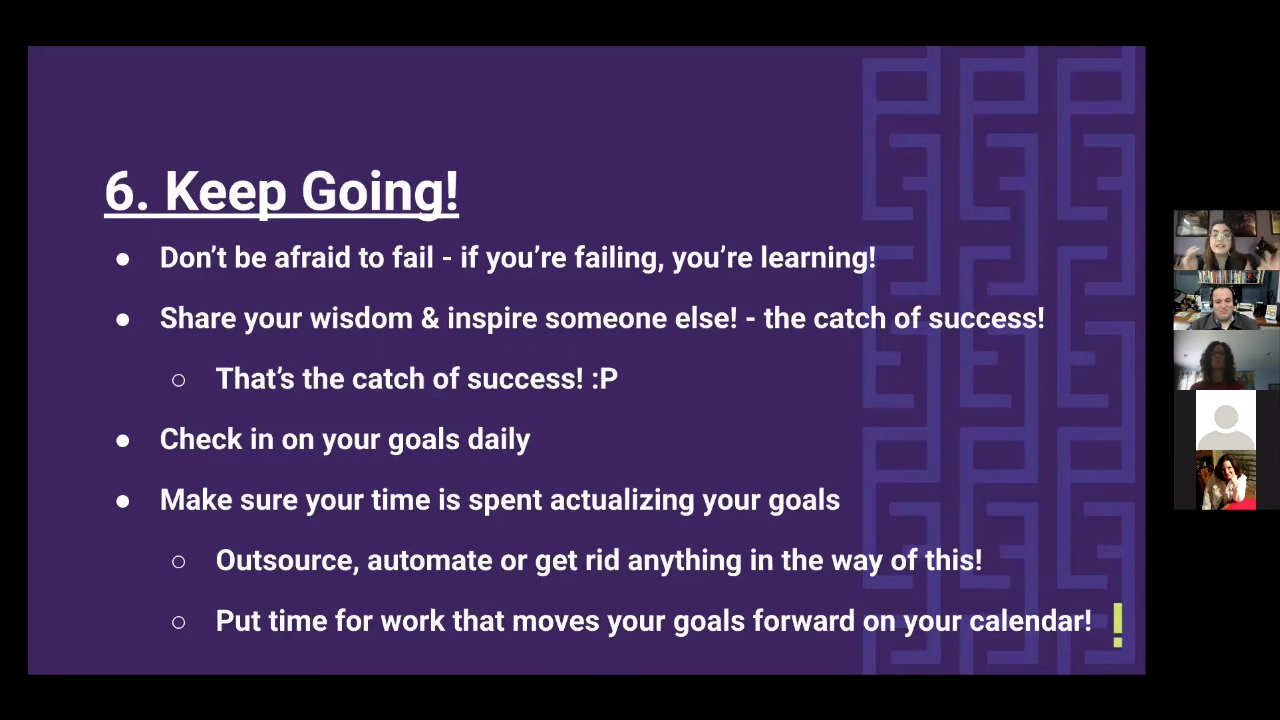 6. Keep Going!
● Don't be afraid to fail - if you're failing, you're learning!
● Share your wisdom & inspire someone else! - the catch of success!
○ That's the catch of success! :P
● Check in on your goals daily
● Make sure your time is spent actualizing your goals
○ Outsource, automate or get rid anything in the way of this!
○ Put time for work that moves your goals forward on your calendar!
!